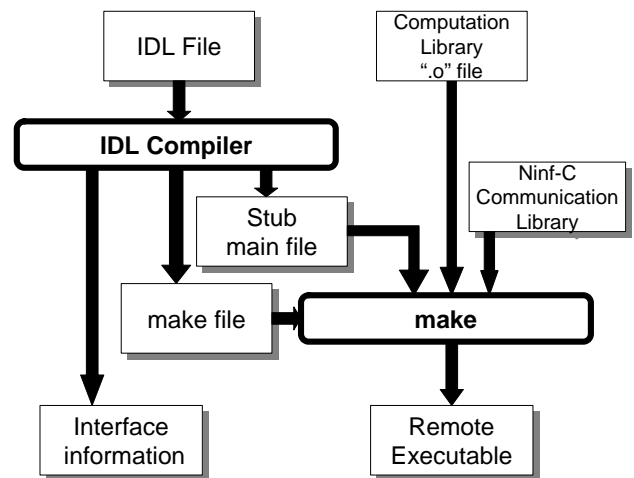 IDL File
Computation
Library
“.o” file
IDL Compiler
Ninf-C
Communication
Library
Stub
main file
make file
make
Interface
information
Remote
Executable